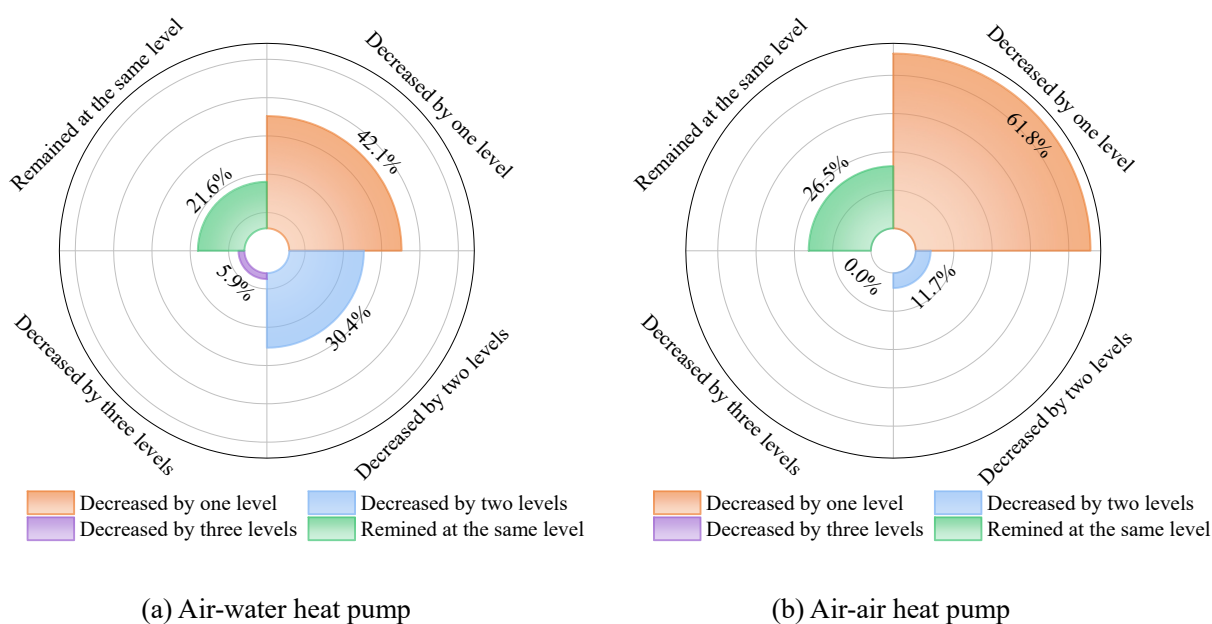 Remained at the same level
Decreased by one level
42.1%
21.6%
5.9%
30.4%
Decreased by three levels
Decreased by two levels
Decreased by one level
Decreased by two levels
Decreased by three levels
Remined at the same level
(a) Air-water heat pump
Remained at the same level
Decreased by one level
61.8%
26.5%
0.0%
11.7%
Decreased by three levels
Decreased by two levels
Decreased by one level
Decreased by two levels
Decreased by three levels
Remined at the same level
(b) Air-air heat pump